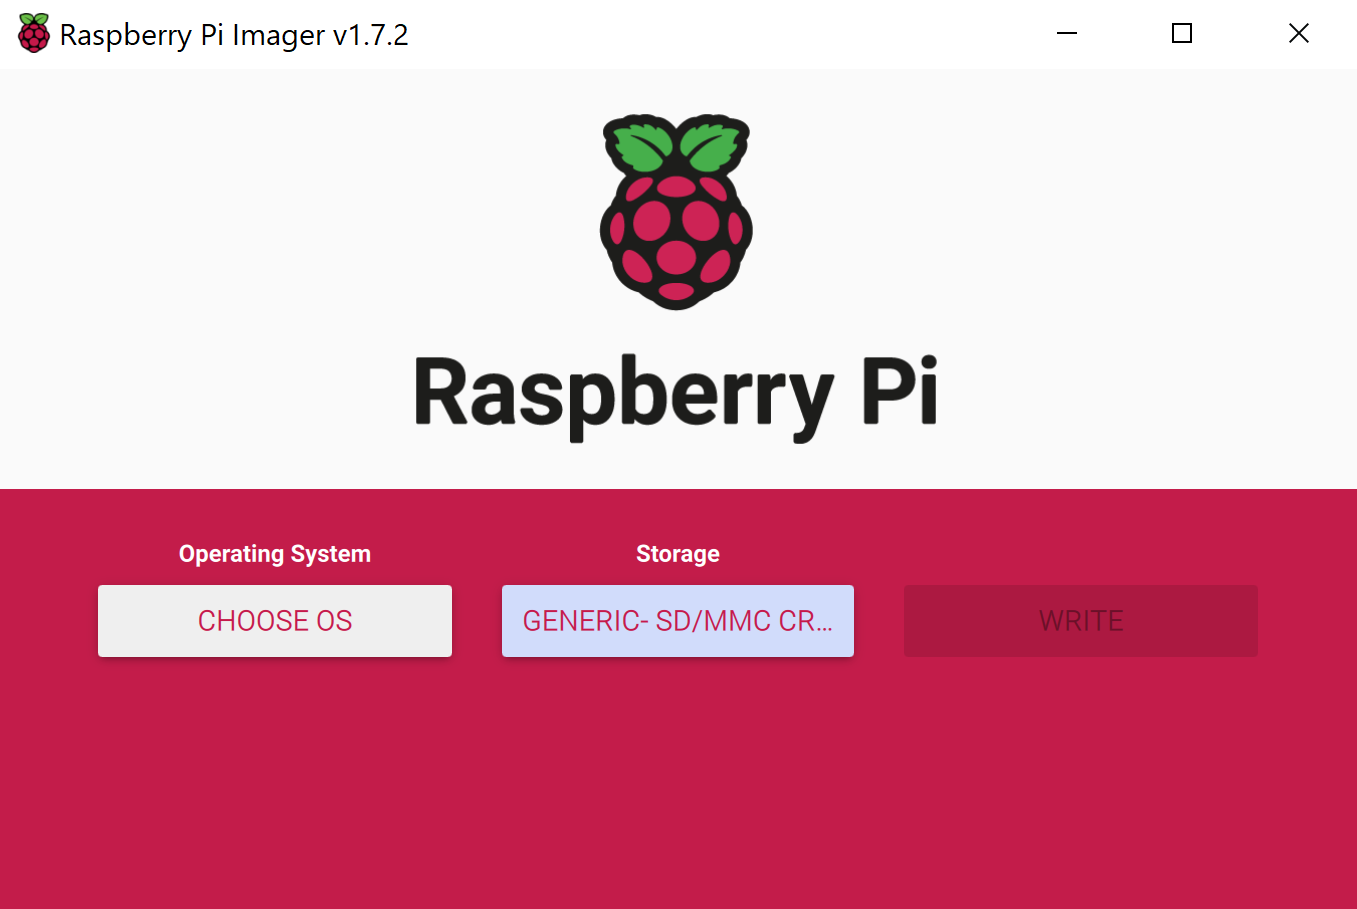 Raspberry Pi Imager v1.7.2
Raspberry Pi
Operating System
Storage
CHOOSE OS
GENERIC- SD/MMC CR...
WRITE